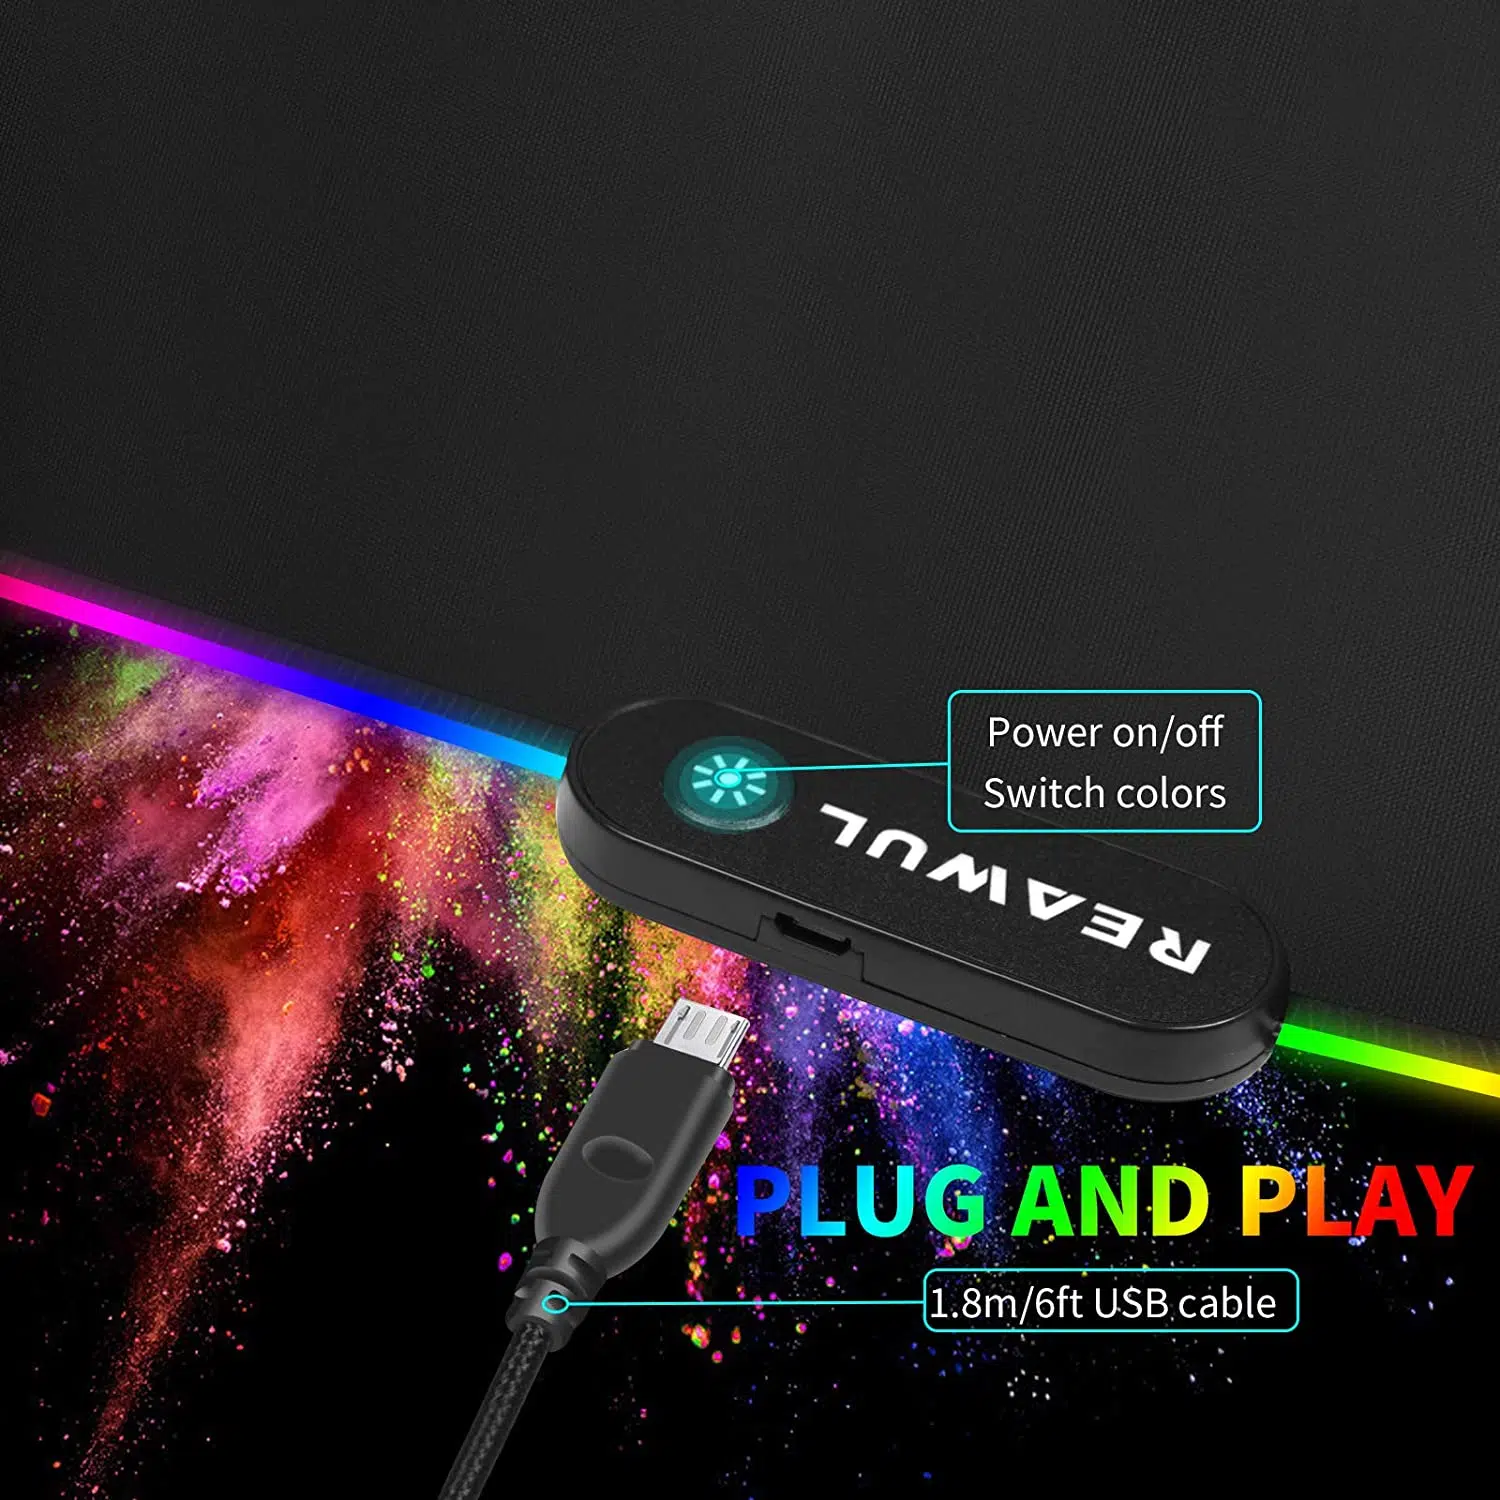 Power on/off
Switch colors
REAWUL
PLUG AND PLAY
1.8m/6ft USB cable